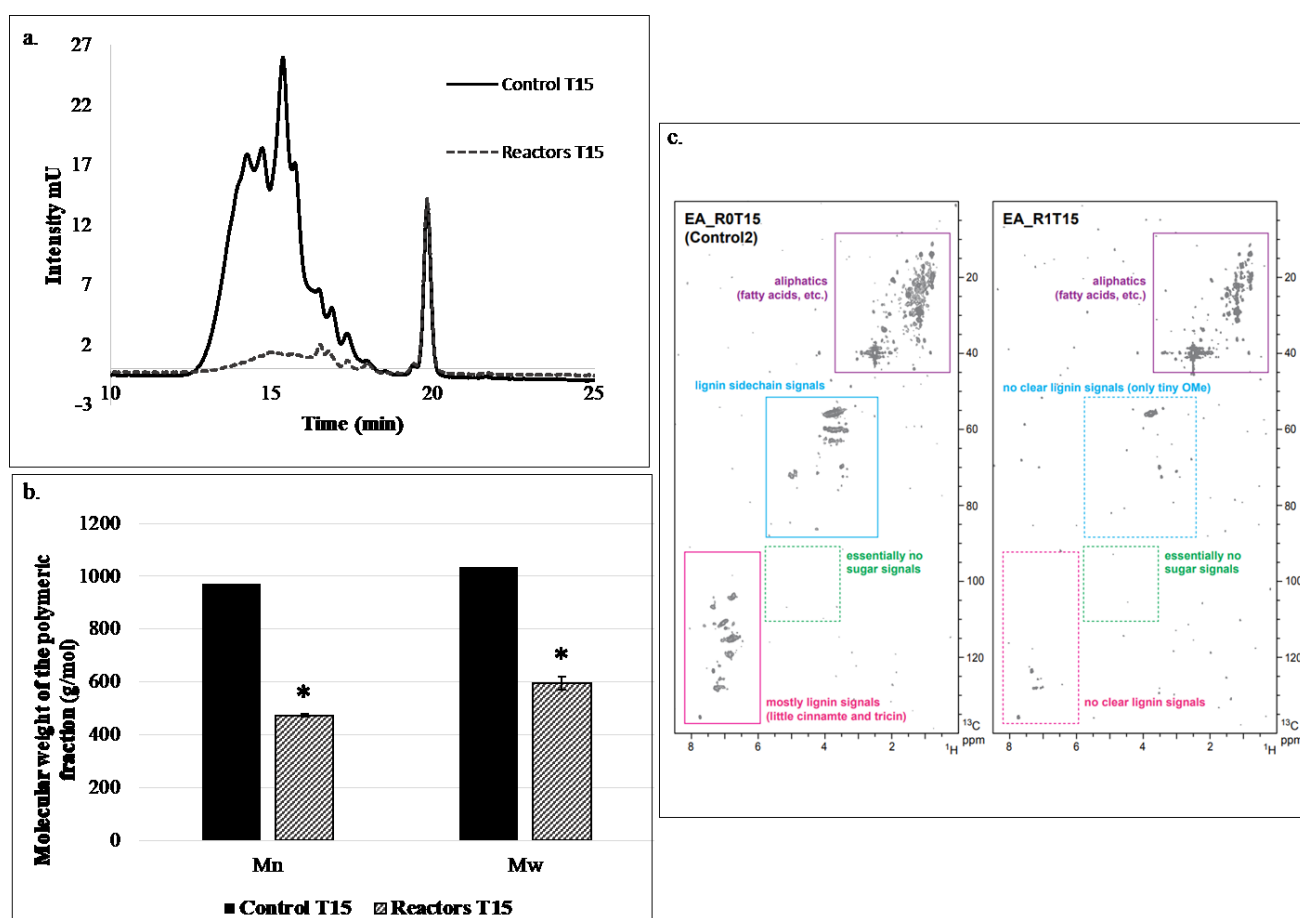 a.
27
22
17
12
7
2
−3
Intensity mU
Control T15
Reactors T15
10
15
20
25
Time (min)
b.
1200
1000
800
600
400
200
0
Molecular weight of the polymeric
fraction (g/mol)
*
*
Mn
Mw
Control T15
Reactors T15
c.
EA_R0T15
(Control2)
aliphatics
(fatty acids, etc.)
lignin sidechain signals
essentially no
sugar signals
mostly lignin signals
(little cinnamte and tricin)
20
40
60
80
100
120
13C
ppm
8
6
4
2
1H
EA_R1T15
aliphatics
(fatty acids, etc.)
no clear lignin signals (only tiny OMe)
essentially no
sugar signals
no clear lignin signals
20
40
60
80
100
120
13C
ppm
8
6
4
2
1H